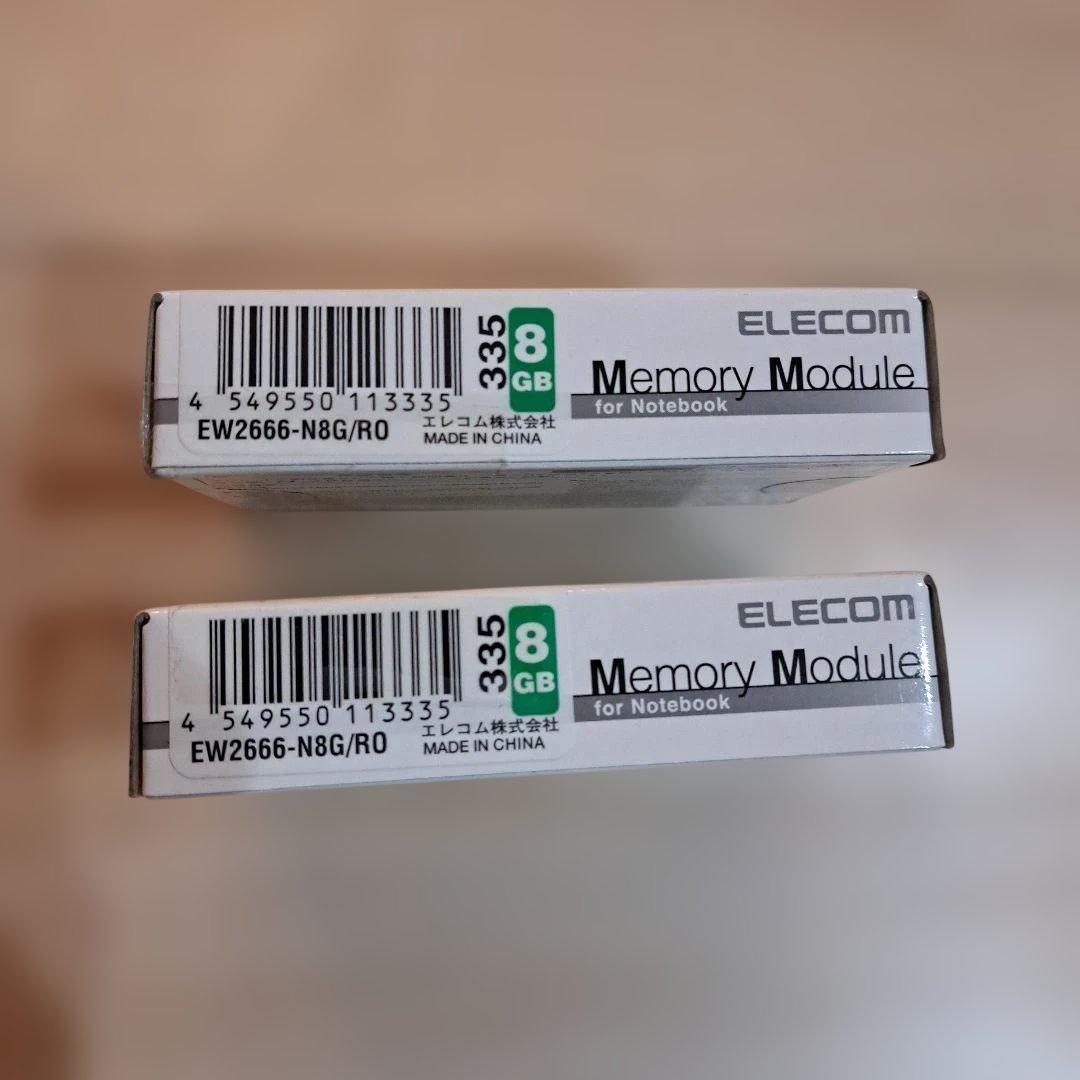 4 549550 113335
EW2666-N8G/RO
335
8
GB
エレコム株式会社
MADE IN CHINA
ELECOM
Memory Module
for Notebook
4 549550 113335
EW2666-N8G/RO
335
8
GB
エレコム株式会社
MADE IN CHINA
ELECOM
Memory Module
for Notebook